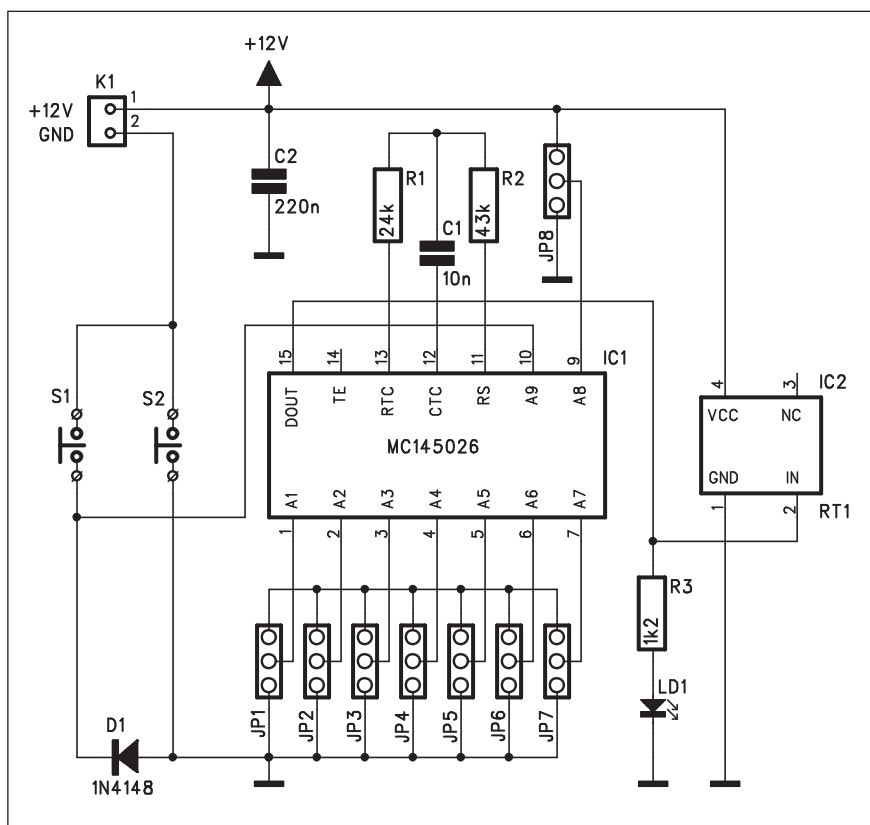 +12V
K1
1
+12V
2
GND
C2
220n
R1
24k
C1
10n
R2
43k
JP8
15
14
13
12
11
10
9
IC1
DOUT
TE
RTC
CTC
RS
A9
A8
MC145026
A1
A2
A3
A4
A5
A6
A7
1
2
3
4
5
6
7
S1
S2
4
3
IC2
VCC
NC
GND
IN
1
2
RT1
R3
1k2
LD1
JP1
JP2
JP3
JP4
JP5
JP6
JP7
D1
1N4148